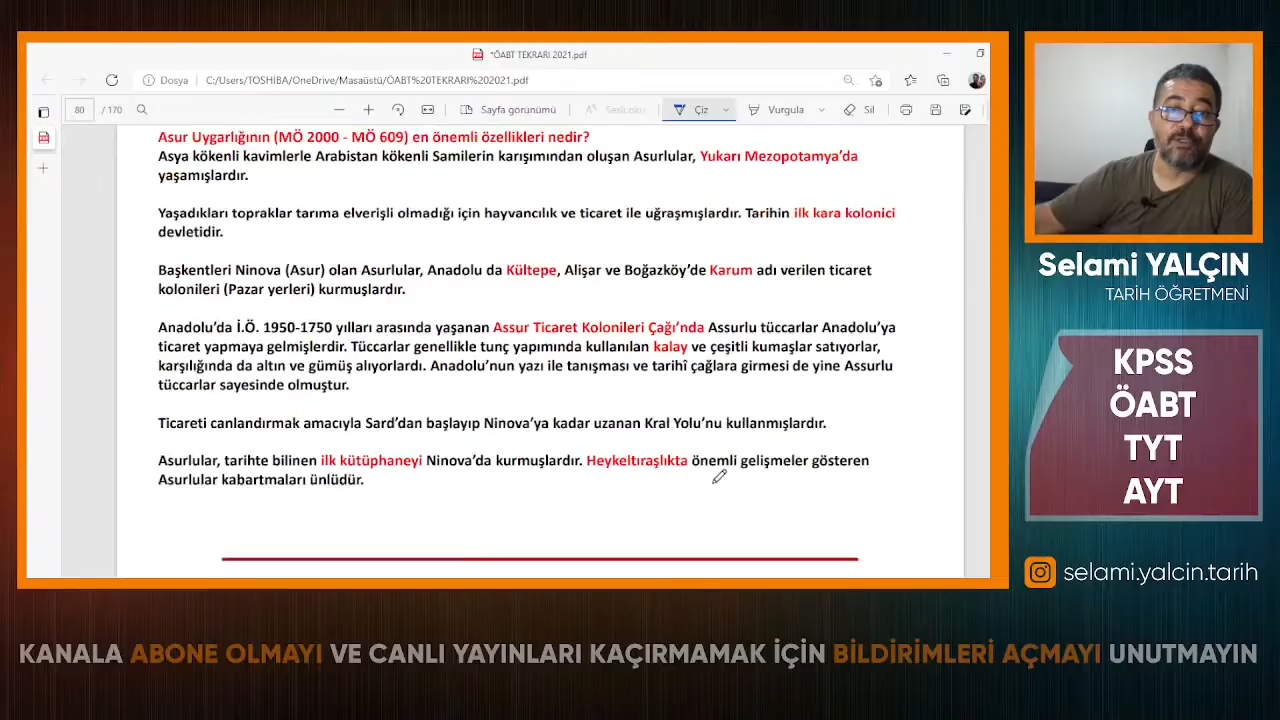 *ÖABT TEKRARI 2021.pdf
Dosya
C:/Users/TOSHIBA/OneDrive/Masaüstü/ÖABT%20TEKRARI%202021.pdf
80 / 170
Sayfa görünümü
Sesli oku
Çiz
Vurgula
Sil
Asur Uygarlığının (MÖ 2000 - MÖ 609) en önemli özellikleri nedir?
Asya kökenli kavimlerle Arabistan kökenli Samilerin karışımından oluşan Asurlular, Yukarı Mezopotamya’da
yaşamışlardır.
Yaşadıkları topraklar tarıma elverişli olmadığı için hayvancılık ve ticaret ile uğraşmışlardır. Tarihin ilk kara kolonici
devletidir.
Başkentleri Ninova (Asur) olan Asurlular, Anadolu da Kültepe, Alişar ve Boğazköy’de Karum adı verilen ticaret
kolonileri (Pazar yerleri) kurmuşlardır.
Anadolu’da İ.Ö. 1950-1750 yılları arasında yaşanan Assur Ticaret Kolonileri Çağı’nda Assurlu tüccarlar Anadolu’ya
ticaret yapmaya gelmişlerdir. Tüccarlar genellikle tunç yapımında kullanılan kalay ve çeşitli kumaşlar satıyorlar,
karşılığında da altın ve gümüş alıyorlardı. Anadolu’nun yazı ile tanışması ve tarihî çağlara girmesi de yine Assurlu
tüccarlar sayesinde olmuştur.
Ticareti canlandırmak amacıyla Sard’dan başlayıp Ninova’ya kadar uzanan Kral Yolu’nu kullanmışlardır.
Asurlular, tarihte bilinen ilk kütüphaneyi Ninova’da kurmuşlardır. Heykeltıraşlıkta önemli gelişmeler gösteren
Asurlular kabartmaları ünlüdür.
Selami YALÇIN
TARİH ÖĞRETMENİ
KPSS
ÖABT
TYT
AYT
selami.yalcin.tarih
KANALA ABONE OLMAYI VE CANLI YAYINLARI KAÇIRMAMAK İÇİN BİLDİRİMLERİ AÇMAYI UNUTMAYIN